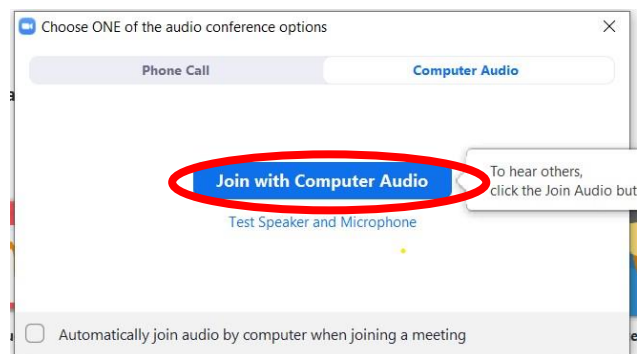 Choose ONE of the audio conference options
Phone Call
Computer Audio
Join with Computer Audio
To hear others,
click the Join Audio but
Test Speaker and Microphone
Automatically join audio by computer when joining a meeting